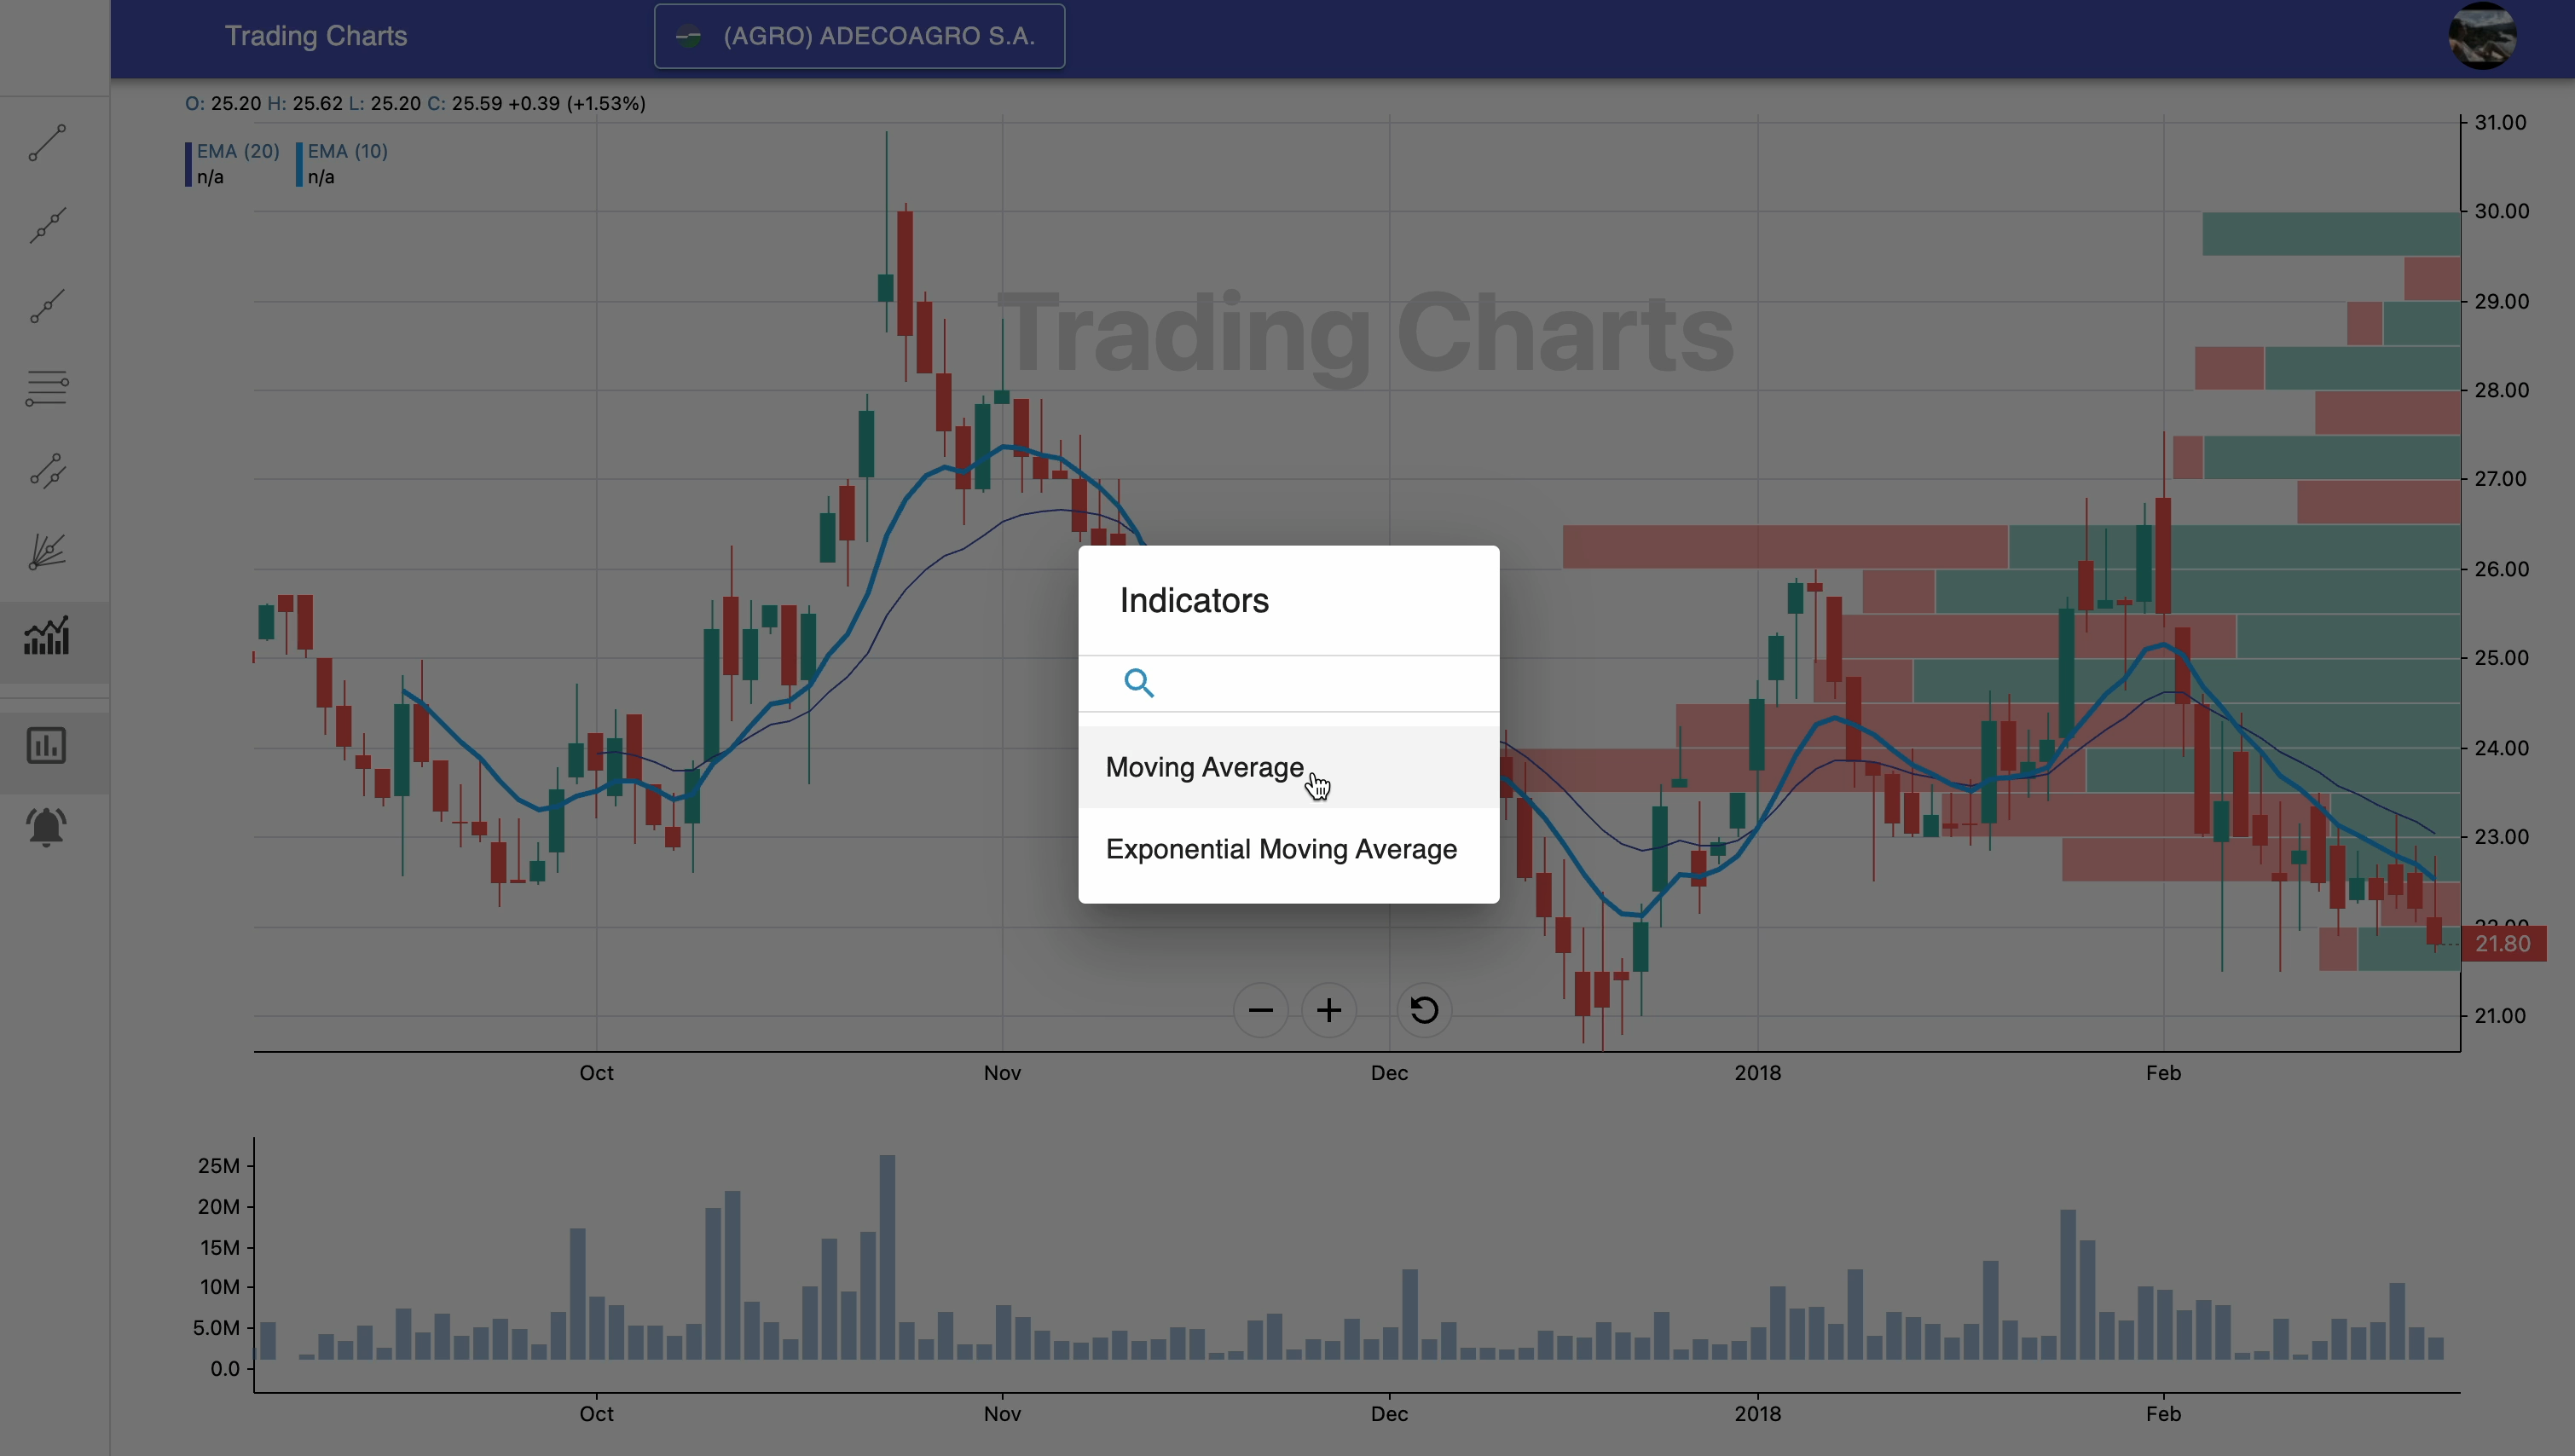 Trading Charts
(AGRO) ADECOAGRO S.A.
O: 25.20 H: 25.62 L: 25.20 C: 25.59 +0.39 (+1.53%)
EMA (20) EMA (10)
n/a n/a
Trading Charts
31.00
30.00
29.00
28.00
27.00
26.00
25.00
24.00
23.00
22.00
21.80
21.00
Indicators
Moving Average
Exponential Moving Average
Oct Nov Dec 2018 Feb
25M
20M
15M
10M
5.0M
0.0
Oct Nov Dec 2018 Feb